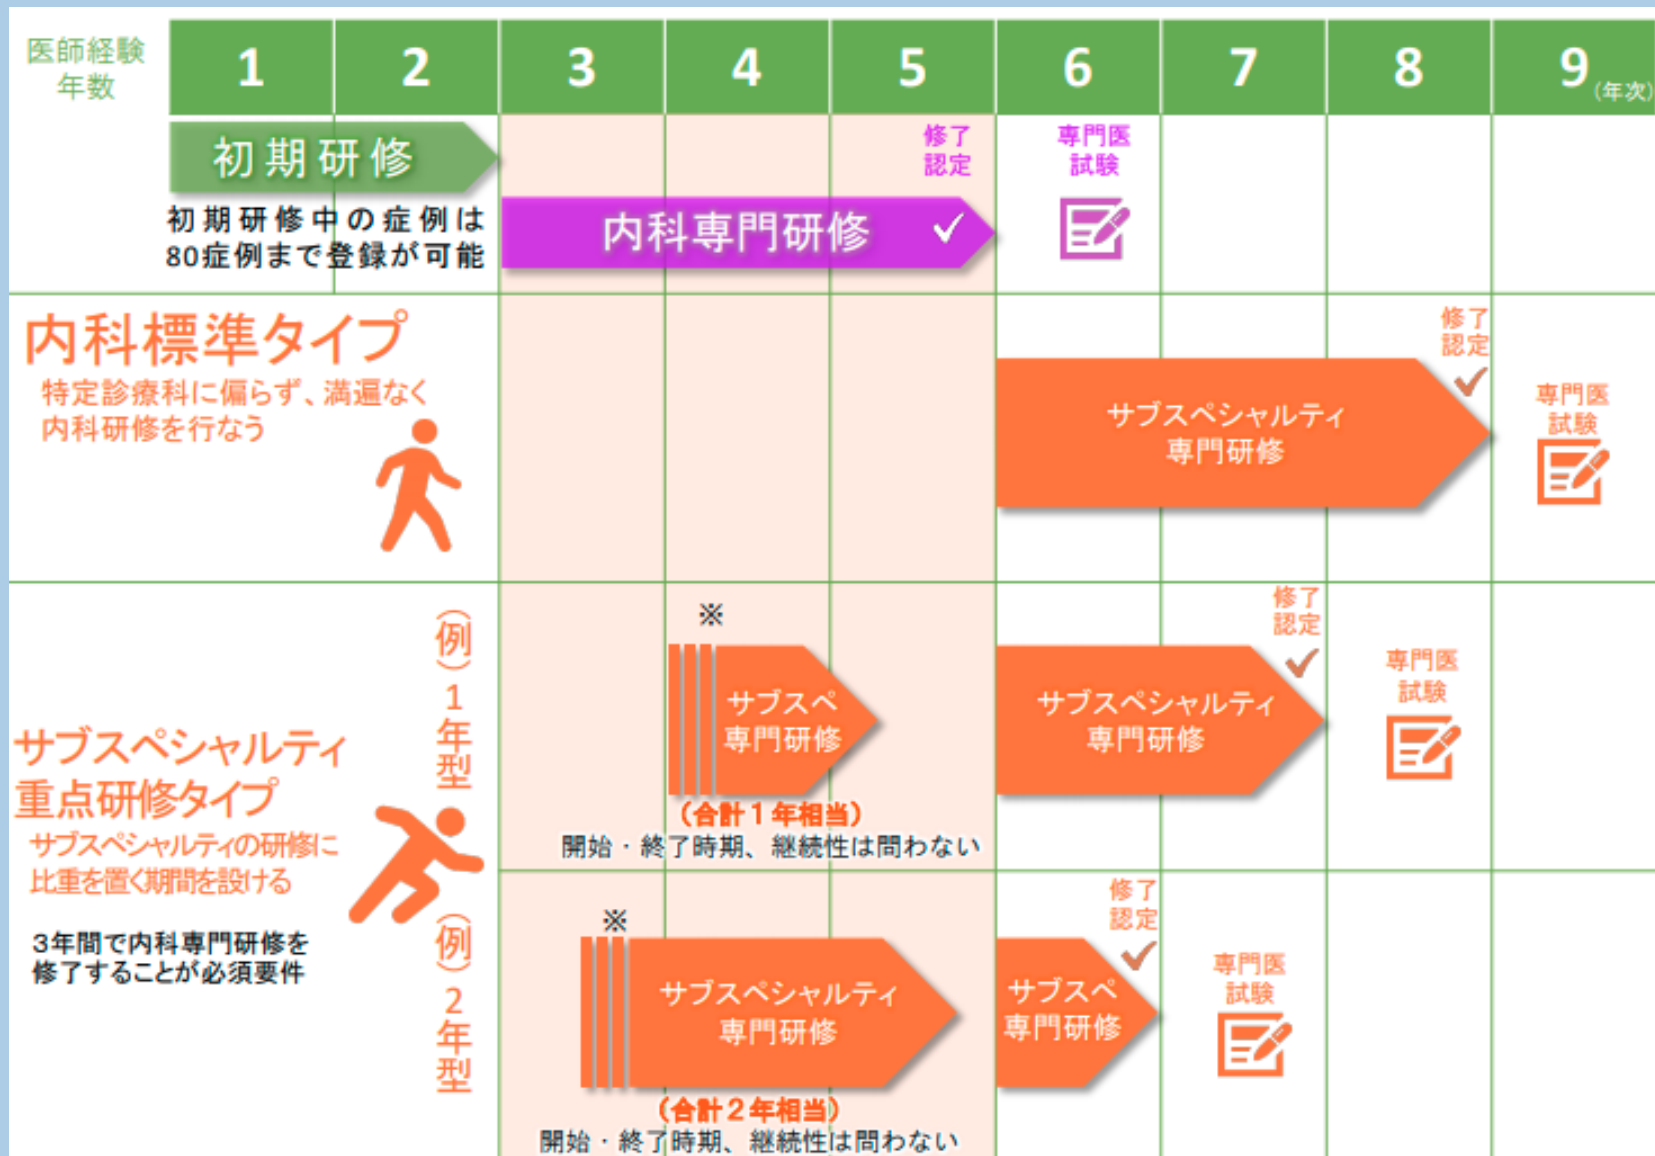 医師経験
年数
1
2
3
4
5
6
7
8
9(年次)
初期研修
初期研修中の症例は
80症例まで登録が可能
内科専門研修
修了
認定
専門医
試験
内科標準タイプ
特定診療科に偏らず、満遍なく
内科研修を行なう
サブスペシャルティ
専門研修
修了
認定
専門医
試験
サブスペシャルティ
重点研修タイプ
サブスペシャルティの研修に
比重を置く期間を設ける
3年間で内科専門研修を
修了することが必須要件
(例)1年型
※
サブスペ
専門研修
(合計1年相当)
開始・終了時期、継続性は問わない
サブスペシャルティ
専門研修
修了
認定
専門医
試験
(例)2年型
※
サブスペシャルティ
専門研修
(合計2年相当)
開始・終了時期、継続性は問わない
サブスペ
専門研修
修了
認定
専門医
試験